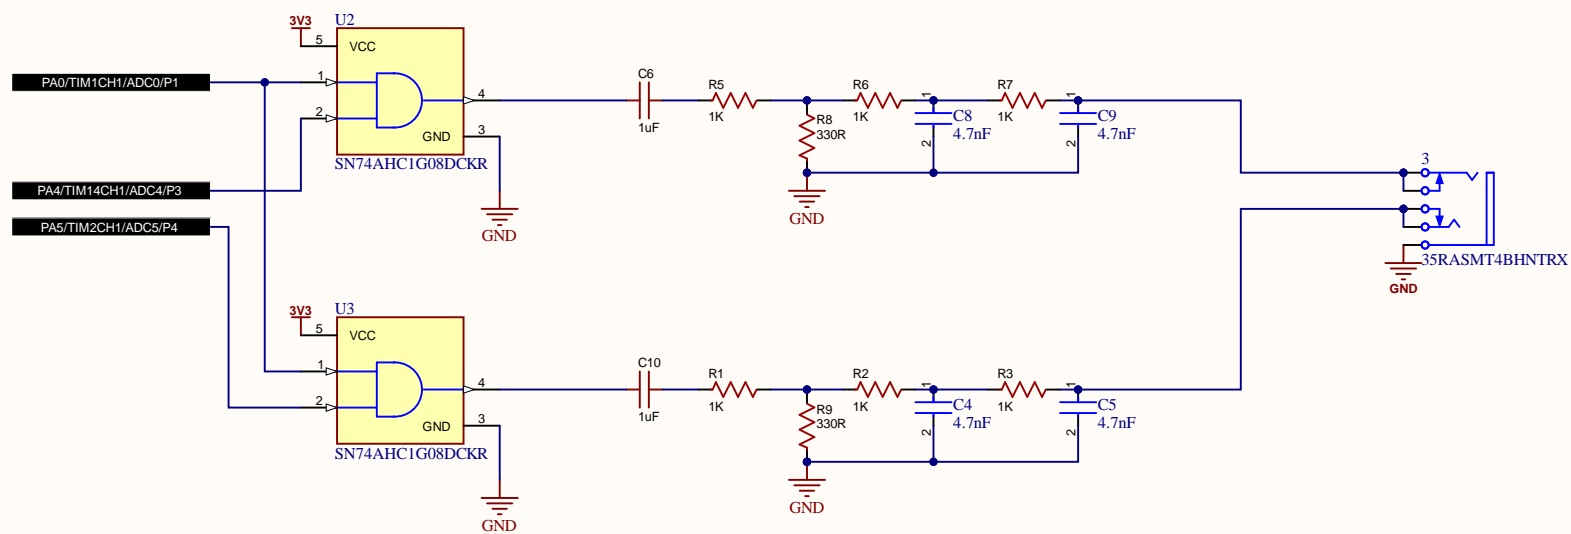 U2
3V3
5
VCC
PA0/TIM1CH1/ADC0/P1
1
2
4
GND
3
SN74AHC1G08DCKR
GND
PA4/TIM14CH1/ADC4/P3
PA5/TIM2CH1/ADC5/P4
C6
1uF
R5
1K
R8
330R
R6
1K
1
C8
4.7nF
2
R7
1K
1
C9
4.7nF
2
GND
3
35RASMT4BHNTRX
GND
U3
3V3
5
VCC
1
2
4
GND
3
SN74AHC1G08DCKR
GND
C10
1uF
R1
1K
R9
330R
R2
1K
1
C4
4.7nF
2
R3
1K
1
C5
4.7nF
2
GND